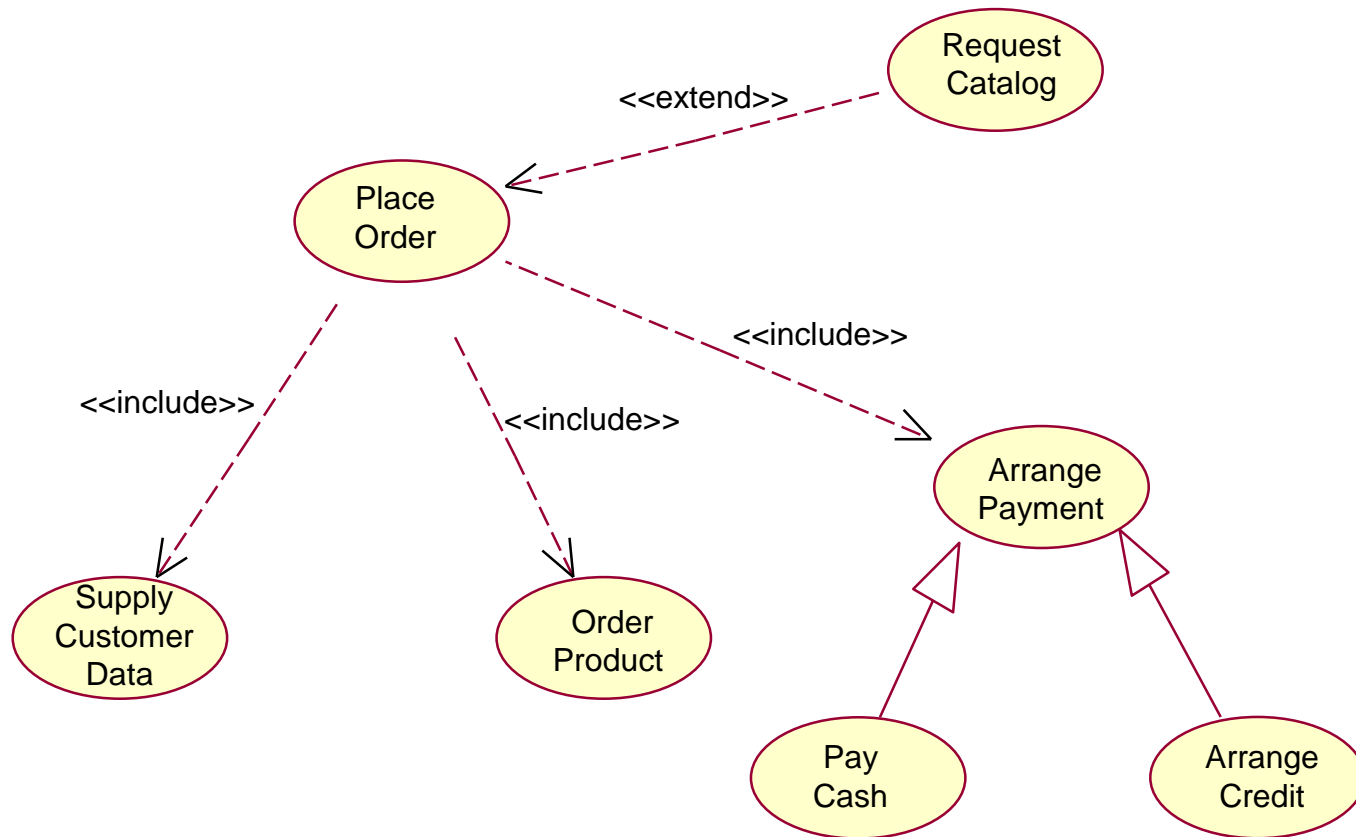 Request
Catalog
<<extend>>
Place
Order
<<include>>
<<include>>
<<include>>
Arrange
Payment
Supply
Customer
Data
Order
Product
Pay
Cash
Arrange
Credit